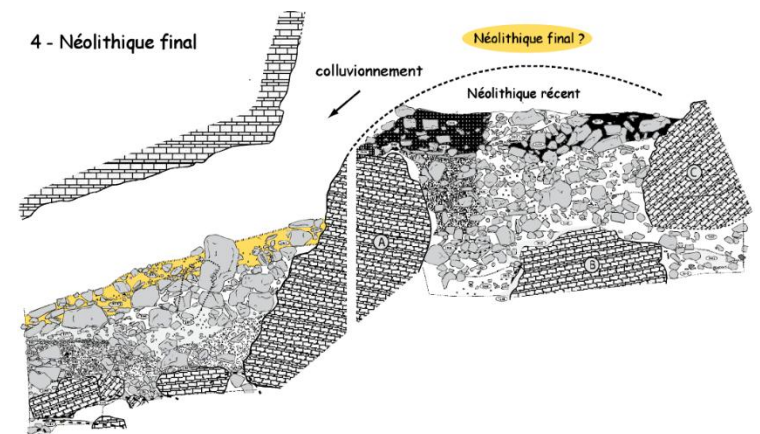 4 - Néolithique final
Néolithique final ?
colluvionnement
Néolithique récent
A
B
C